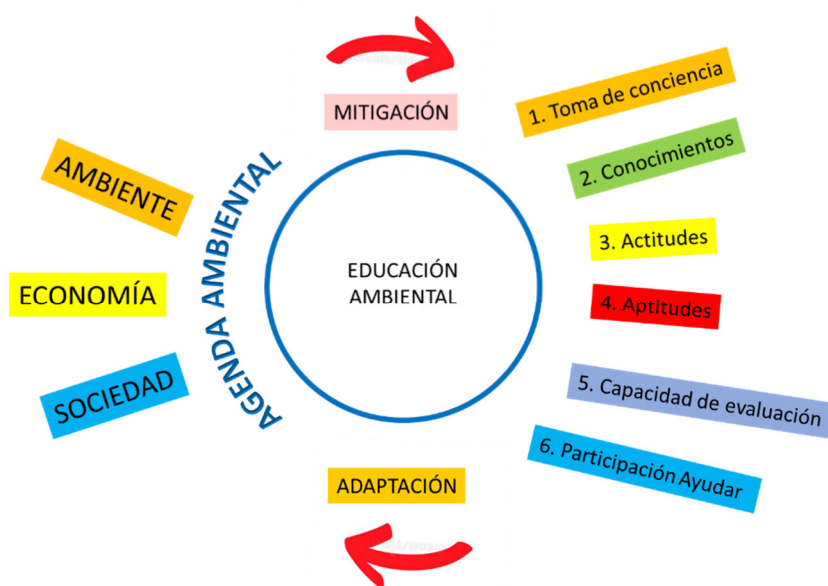 MITIGACIÓN
AMBIENTE
ECONOMÍA
SOCIEDAD
AGENDA AMBIENTAL
EDUCACIÓN
AMBIENTAL
1. Toma de conciencia
2. Conocimientos
3. Actitudes
4. Aptitudes
5. Capacidad de evaluación
6. Participación Ayudar
ADAPTACIÓN